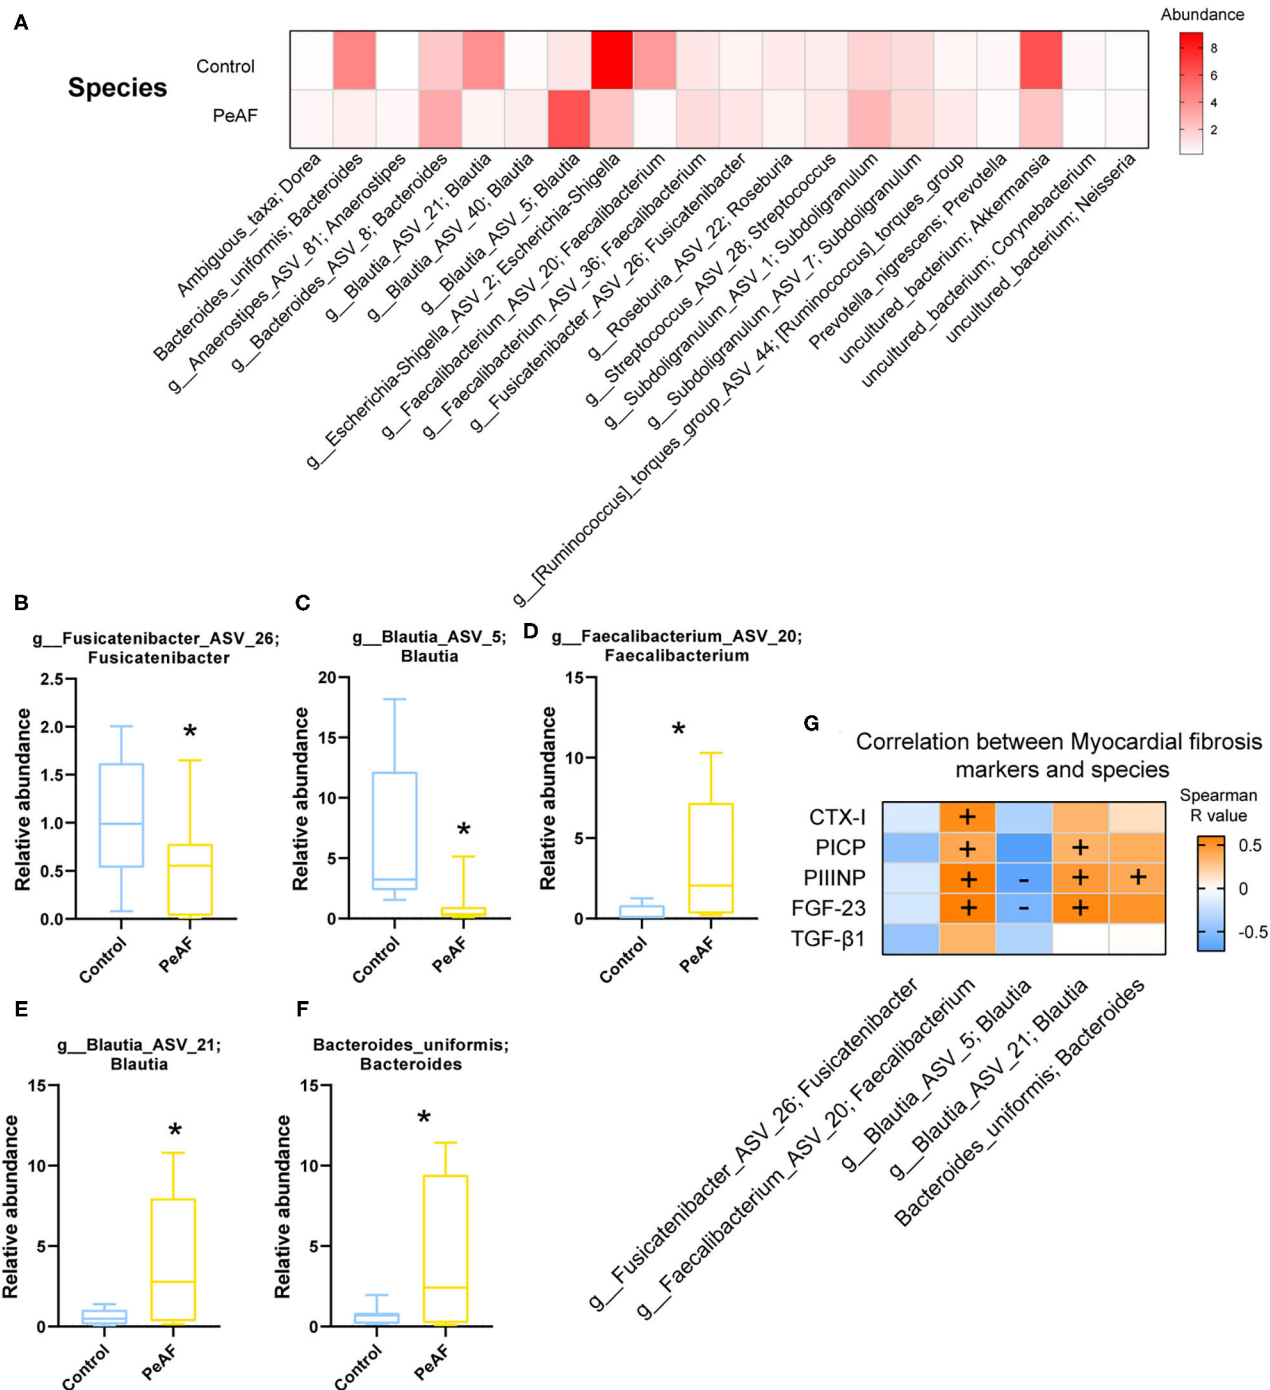 A
Abundance
Species
Control
PeAF
8
6
4
2
Ambiguous_taxa; Dorea
Bacteroides_uniformis; Bacteroides
g__Anaerostipes_ASV_81; Anaerostipes
g__Bacteroides_ASV_8; Bacteroides
g__Blautia_ASV_21; Blautia
g__Blautia_ASV_40; Blautia
g__Blautia_ASV_5; Blautia
g__Escherichia-Shigella_ASV_2; Escherichia-Shigella
g__Faecalibacterium_ASV_20; Faecalibacterium
g__Faecalibacterium_ASV_36; Faecalibacterium
g__Fusicatenibacter_ASV_26; Fusicatenibacter
g__Roseburia_ASV_22; Roseburia
g__Streptococcus_ASV_28; Streptococcus
g__Subdoligranulum_ASV_1; Subdoligranulum
g__Subdoligranulum_ASV_7; Subdoligranulum
g__[Ruminococcus]_torques_group_ASV_44; [Ruminococcus]_torques_group
Prevotella_nigrescens; Prevotella
uncultured_bacterium; Akkermansia
uncultured_bacterium; Corynebacterium
uncultured_bacterium; Neisseria
B
g__Fusicatenibacter_ASV_26;
Fusicatenibacter
Relative abundance
2.5
2.0
1.5
1.0
0.5
0.0
*
Control
PeAF
C
g__Blautia_ASV_5;
Blautia
Relative abundance
20
15
10
5
0
*
Control
PeAF
D
g__Faecalibacterium_ASV_20;
Faecalibacterium
Relative abundance
15
10
5
0
*
Control
PeAF
E
g__Blautia_ASV_21;
Blautia
Relative abundance
15
10
5
0
*
Control
PeAF
F
Bacteroides_uniformis;
Bacteroides
Relative abundance
15
10
5
0
*
Control
PeAF
G
Correlation between Myocardial fibrosis
markers and species
Spearman
R value
0.5
0
-0.5
CTX-I +
PICP + +
PIIINP + - + +
FGF-23 + - +
TGF-β1
g__Fusicatenibacter_ASV_26; Fusicatenibacter
g__Faecalibacterium_ASV_20; Faecalibacterium
g__Blautia_ASV_5; Blautia
g__Blautia_ASV_21; Blautia
Bacteroides_uniformis; Bacteroides